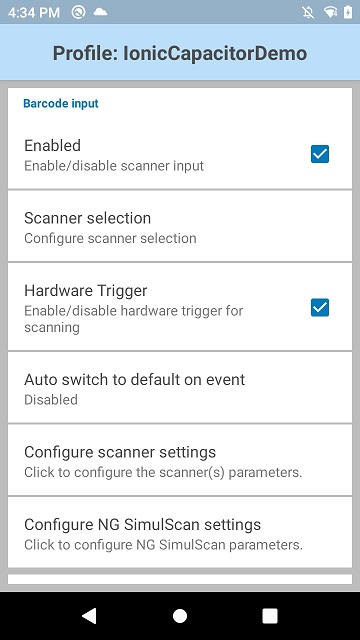 4:34 PM
Profile: IonicCapacitorDemo
Barcode input
Enabled
Enable/disable scanner input
Scanner selection
Configure scanner selection
Hardware Trigger
Enable/disable hardware trigger for
scanning
Auto switch to default on event
Disabled
Configure scanner settings
Click to configure the scanner(s) parameters.
Configure NG SimulScan settings
Click to configure NG SimulScan parameters.